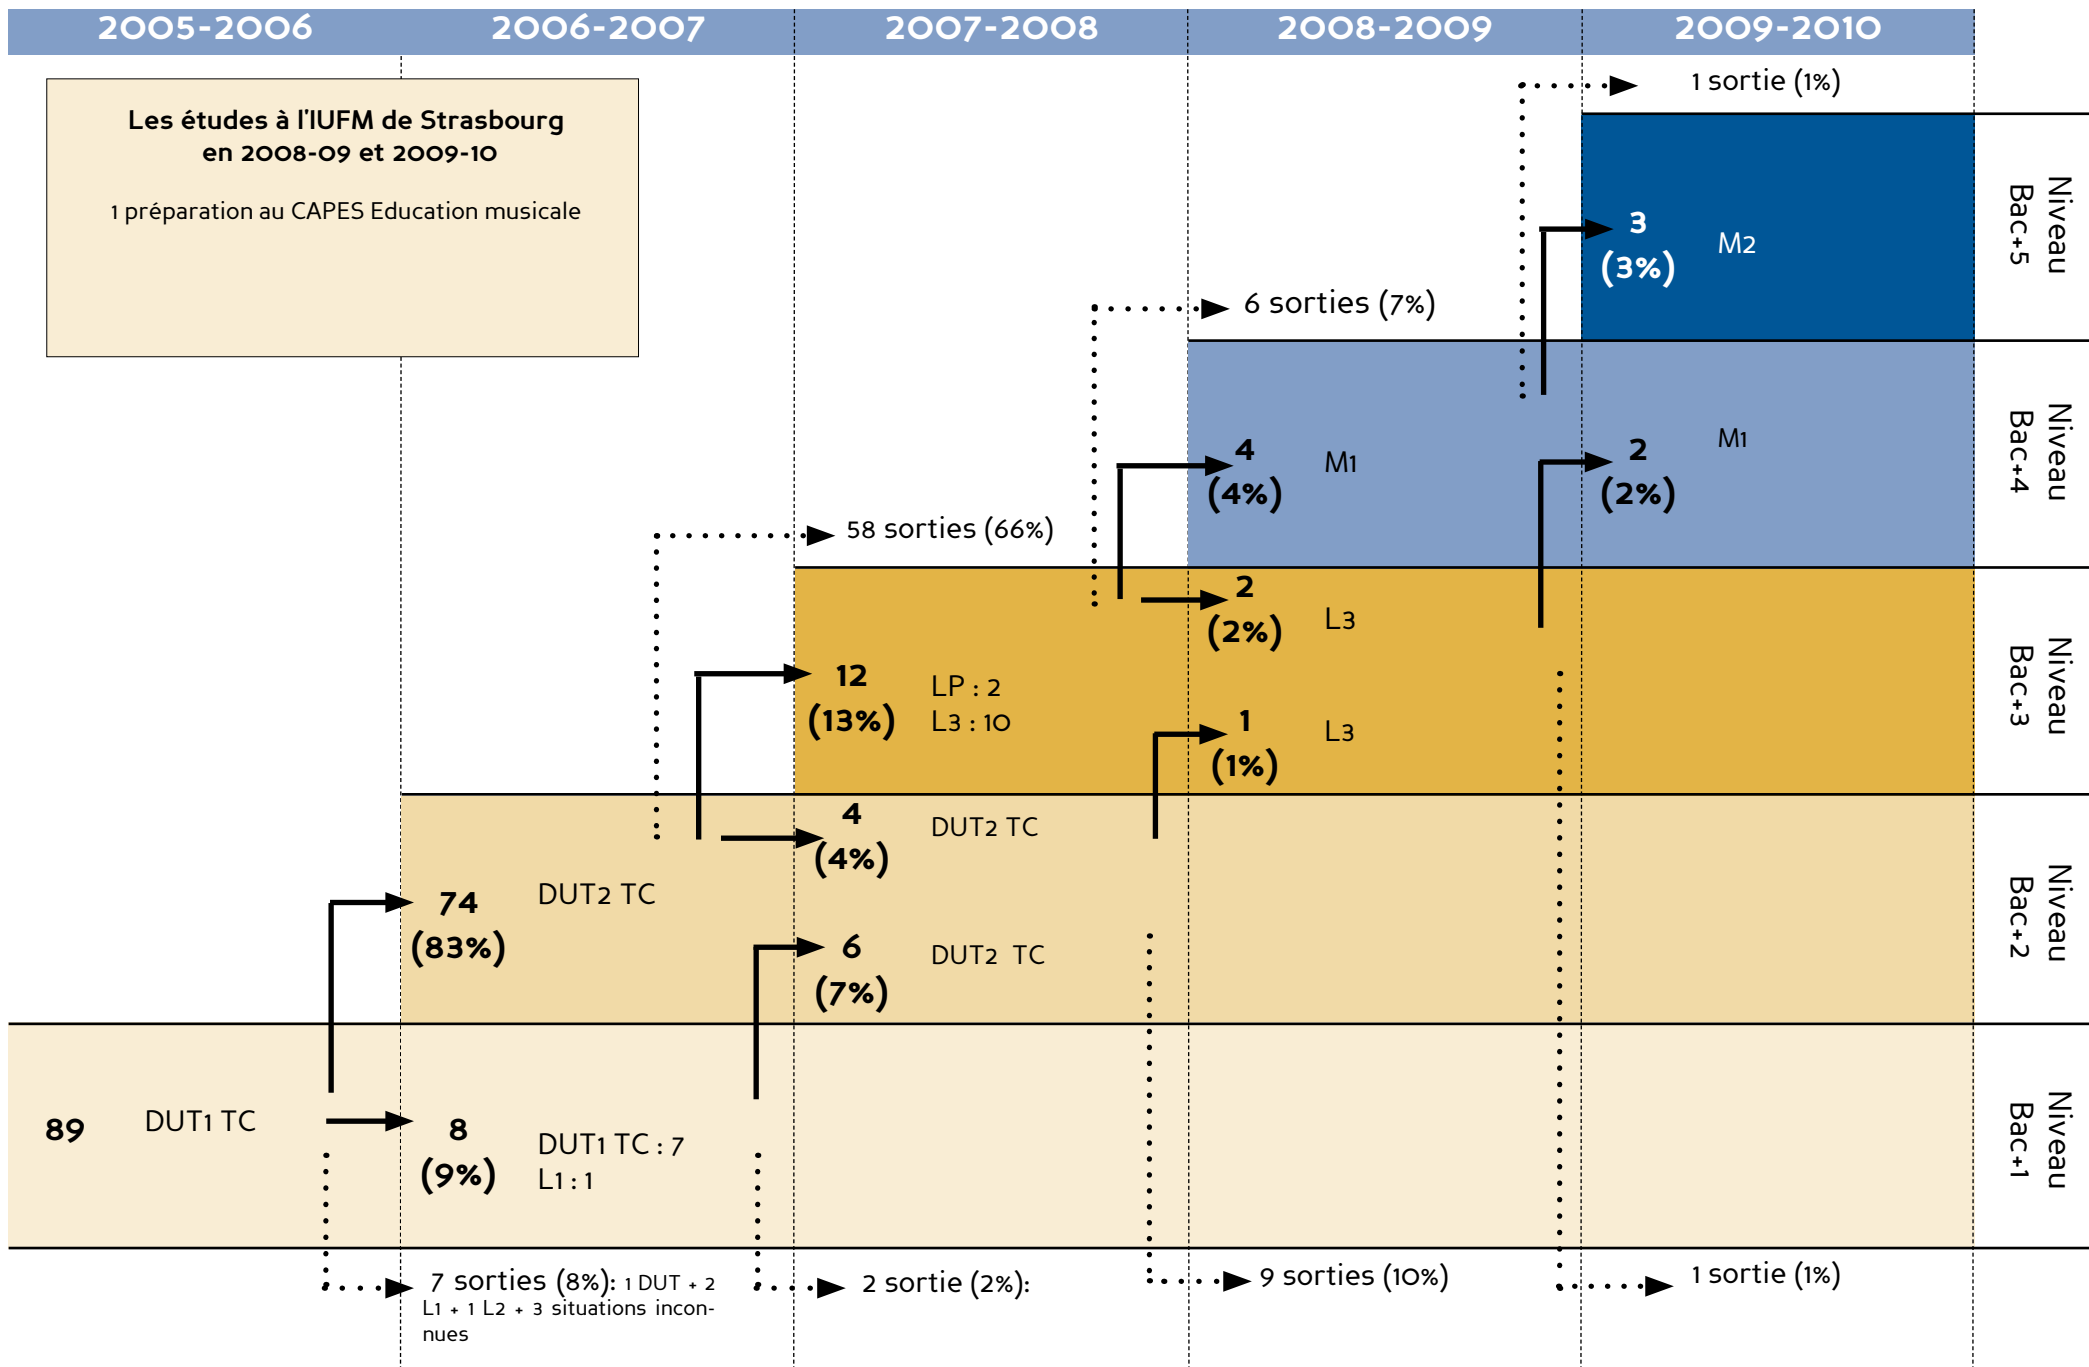 2005-2006
2006-2007
2007-2008
2008-2009
2009-2010
Les études à l'IUFM de Strasbourg
en 2008-09 et 2009-10
1 préparation au CAPES Education musicale
1 sortie (1%)
3
(3%)
M2
Niveau
Bac+5
6 sorties (7%)
4
(4%)
M1
2
(2%)
M1
Niveau
Bac+4
58 sorties (66%)
12
(13%)
LP : 2
L3 : 10
2
(2%)
L3
1
(1%)
L3
Niveau
Bac+3
74
(83%)
DUT2 TC
4
(4%)
DUT2 TC
6
(7%)
DUT2 TC
Niveau
Bac+2
89
DUT1 TC
8
(9%)
DUT1 TC : 7
L1 : 1
Niveau
Bac+1
7 sorties (8%): 1 DUT + 2
L1 + 1 L2 + 3 situations incon-
nues
2 sortie (2%):
9 sorties (10%)
1 sortie (1%)